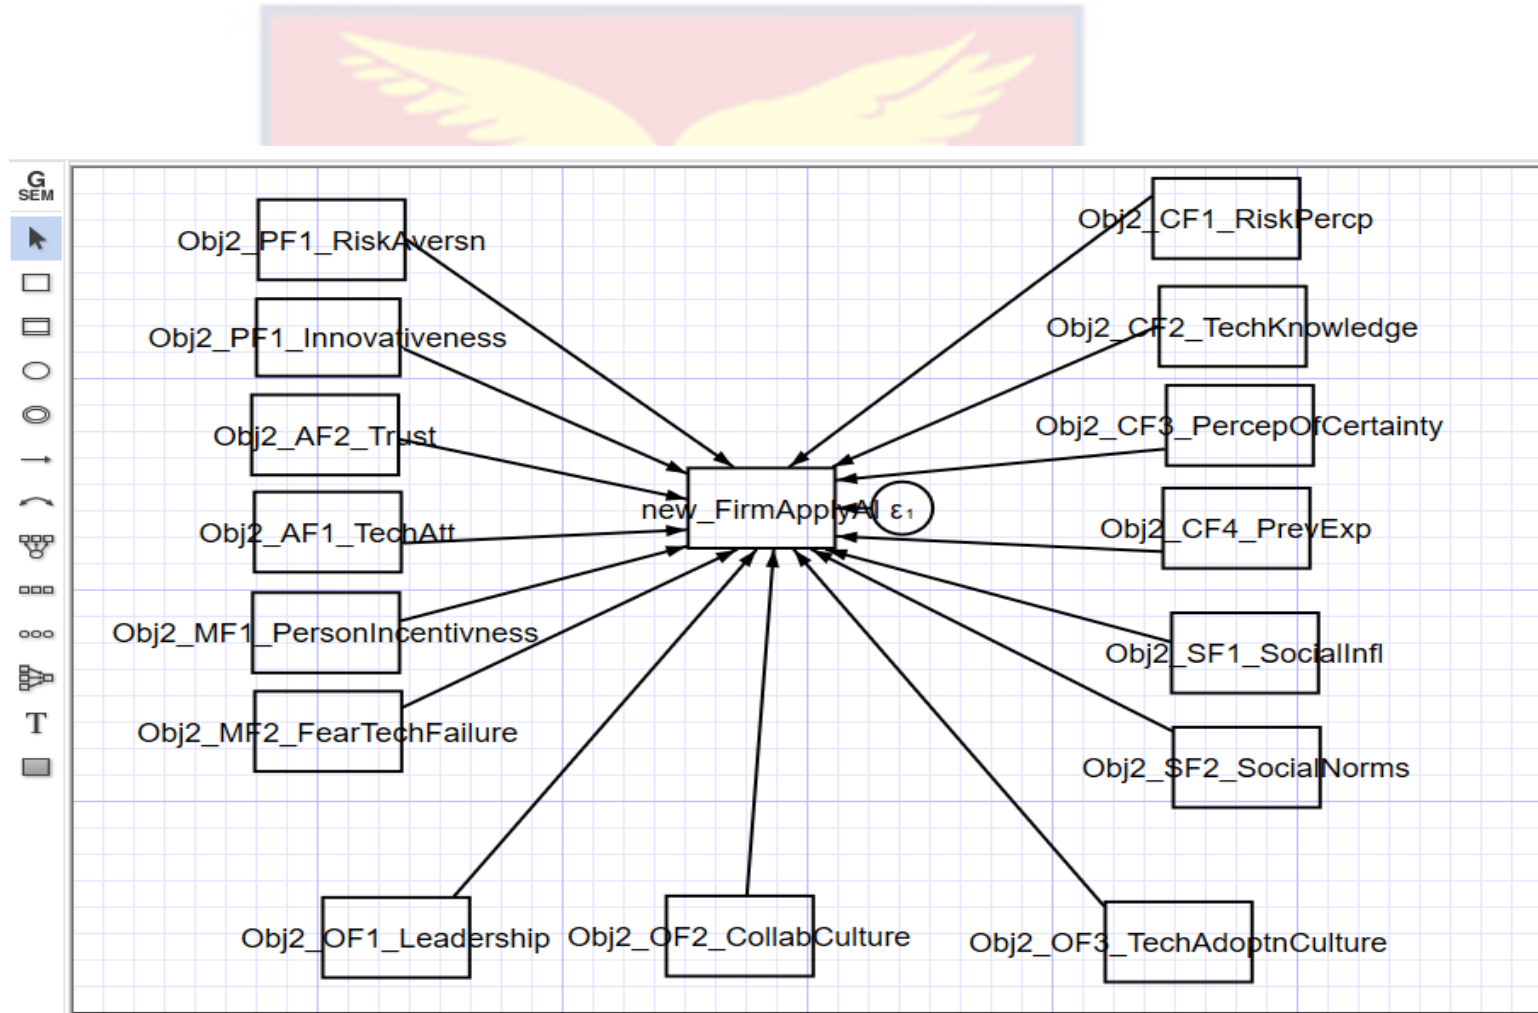 G
SEM
T
Obj2_PF1_RiskAversn
Obj2_PF1_Innovativeness
Obj2_AF2_Trust
Obj2_AF1_TechAtt
Obj2_MF1_PersonIncentivness
Obj2_MF2_FearTechFailure
new_FirmApplyAI
ε₁
Obj2_CF1_RiskPercp
Obj2_CF2_TechKnowledge
Obj2_CF3_PercepOfCertainty
Obj2_CF4_PrevExp
Obj2_SF1_SocialInfl
Obj2_SF2_SocialNorms
Obj2_OF1_Leadership
Obj2_OF2_CollabCulture
Obj2_OF3_TechAdoptnCulture